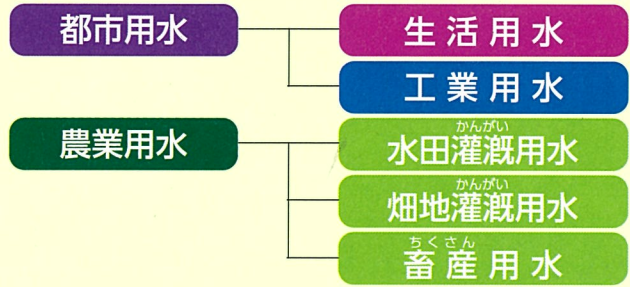 都市用水
生活用水
工業用水
農業用水
かんがい
水田灌漑用水
かんがい
畑地灌漑用水
ちくさん
畜産用水